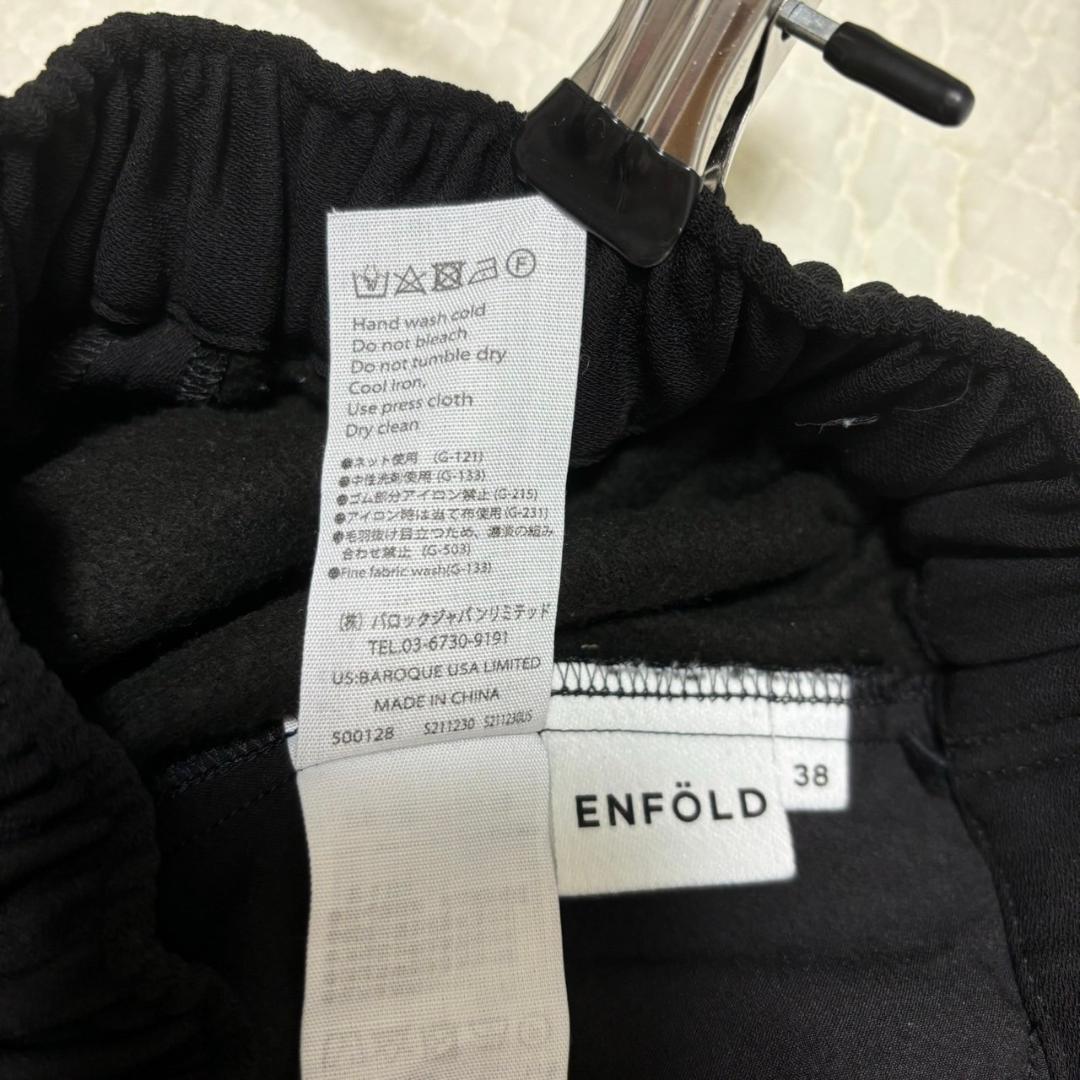 F
Hand wash cold
Do not bleach
Do not tumble dry
Cool iron,
Use press cloth
Dry clean
●ネット使用 (G-121)
●中性洗剤使用 (G-133)
●ゴム部分アイロン禁止 (G-215)
●アイロン時は当て布使用 (G-231)
●毛羽抜け目立つため、濃淡の組み
合わせ禁止 (G-503)
●Fine fabric wash(G-133)
(株) バロックジャパンリミテッド
TEL.03-6730-9191
US:BAROQUE USA LIMITED
MADE IN CHINA
500128 S211230 S211230US
38
ENFÖLD